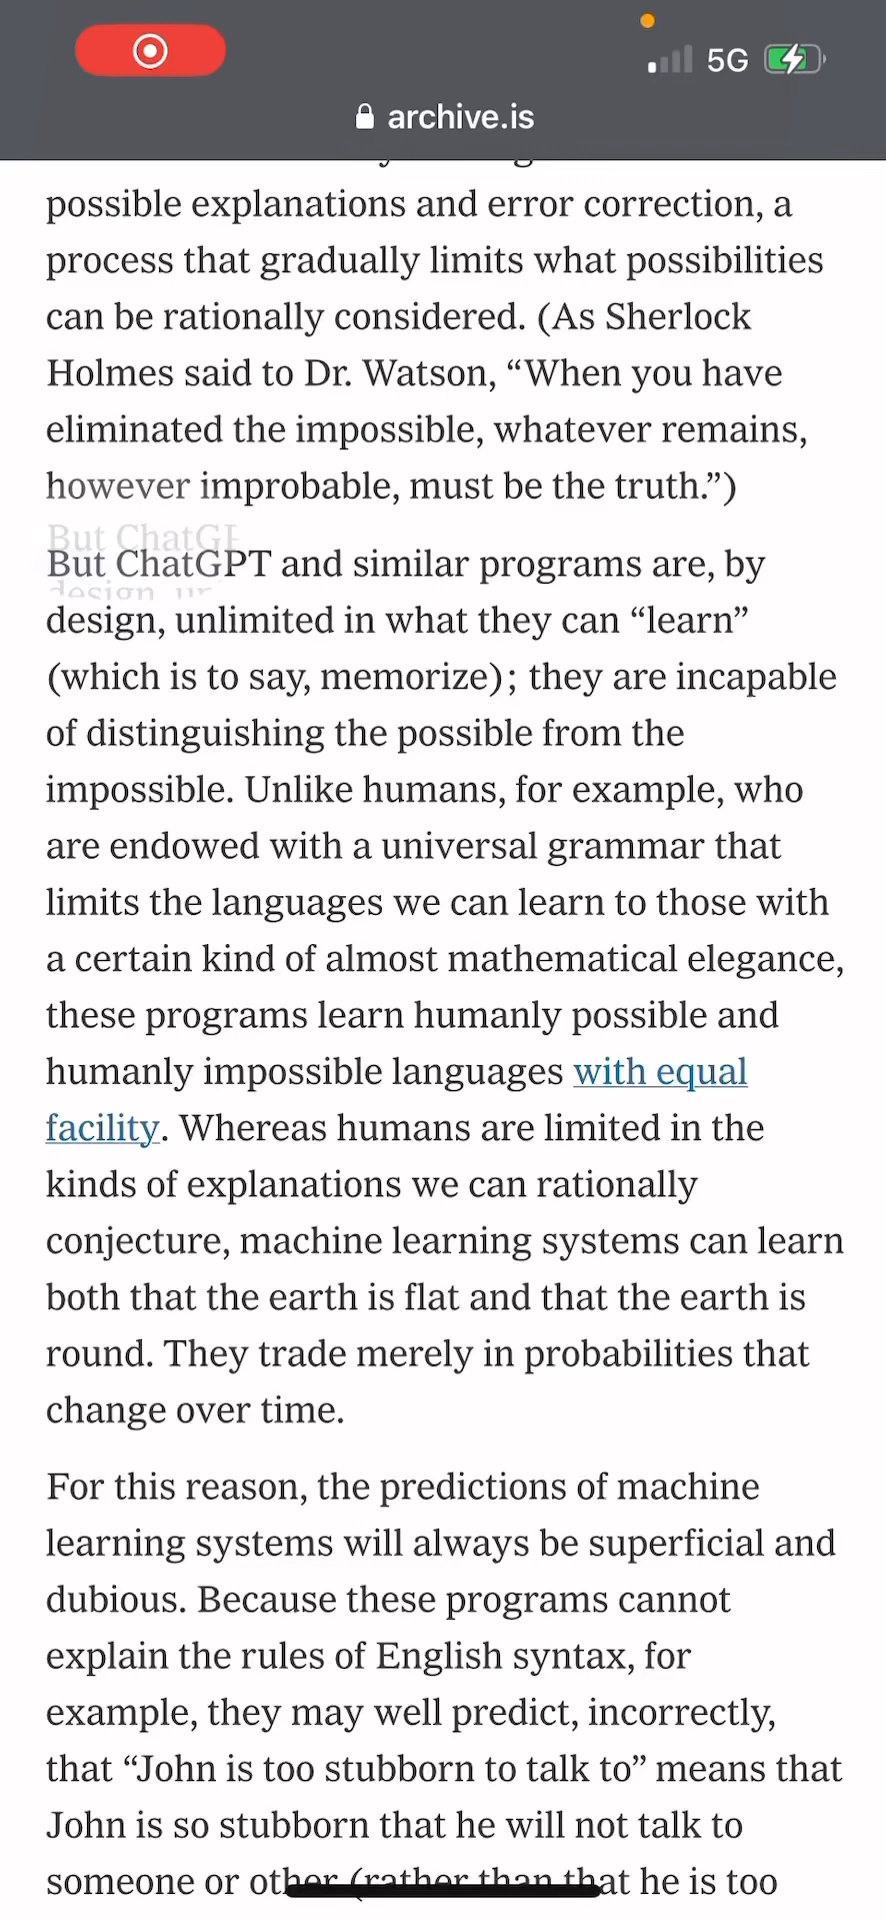 5G
archive.is
possible explanations and error correction, a
process that gradually limits what possibilities
can be rationally considered. (As Sherlock
Holmes said to Dr. Watson, “When you have
eliminated the impossible, whatever remains,
however improbable, must be the truth.”)
But ChatGPT and similar programs are, by
design, unlimited in what they can “learn”
(which is to say, memorize); they are incapable
of distinguishing the possible from the
impossible. Unlike humans, for example, who
are endowed with a universal grammar that
limits the languages we can learn to those with
a certain kind of almost mathematical elegance,
these programs learn humanly possible and
humanly impossible languages with equal
facility. Whereas humans are limited in the
kinds of explanations we can rationally
conjecture, machine learning systems can learn
both that the earth is flat and that the earth is
round. They trade merely in probabilities that
change over time.
For this reason, the predictions of machine
learning systems will always be superficial and
dubious. Because these programs cannot
explain the rules of English syntax, for
example, they may well predict, incorrectly,
that “John is too stubborn to talk to” means that
John is so stubborn that he will not talk to
someone or other (rather than that he is too